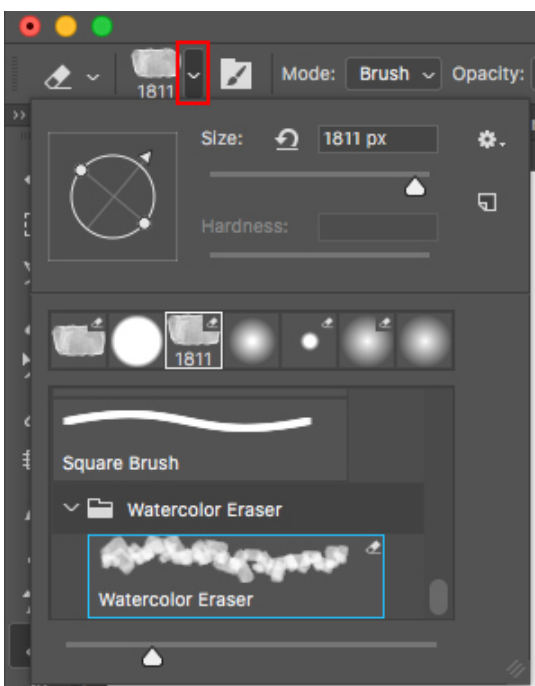 1811
Mode: Brush Opacity:
Size: 1811 px
Hardness:
1811
Square Brush
Watercolor Eraser
Watercolor Eraser